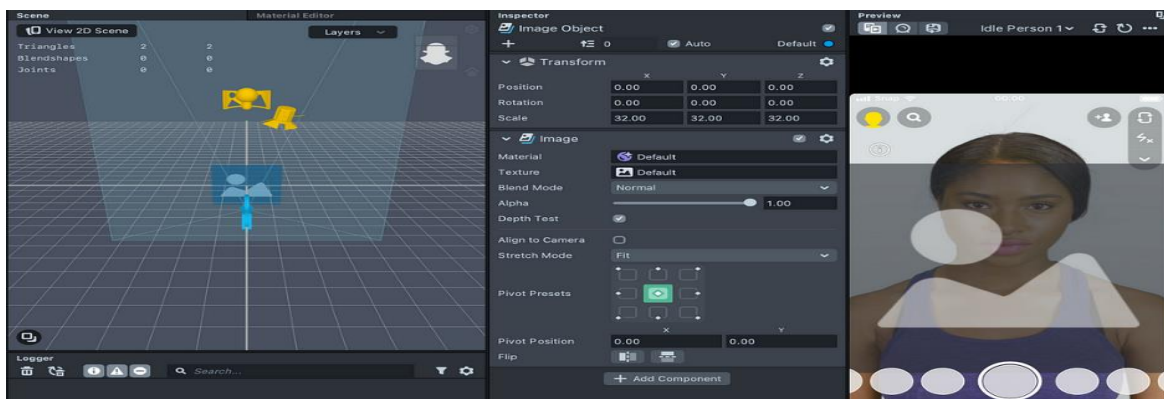 Scene
Material Editor
View 2D Scene
Layers
Triangles 2 2
Blendshapes 0 0
Joints 0 0
Logger
Search...
Inspector
Image Object
0 Auto Default
Transform
X Y Z
Position 0.00 0.00 0.00
Rotation 0.00 0.00 0.00
Scale 32.00 32.00 32.00
Image
Material Default
Texture Default
Blend Mode Normal
Alpha 1.00
Depth Test
Align to Camera
Stretch Mode Fit
Pivot Presets
X Y
Pivot Position 0.00 0.00
Flip
+ Add Component
Preview
Idle Person 1
Snap 00:00